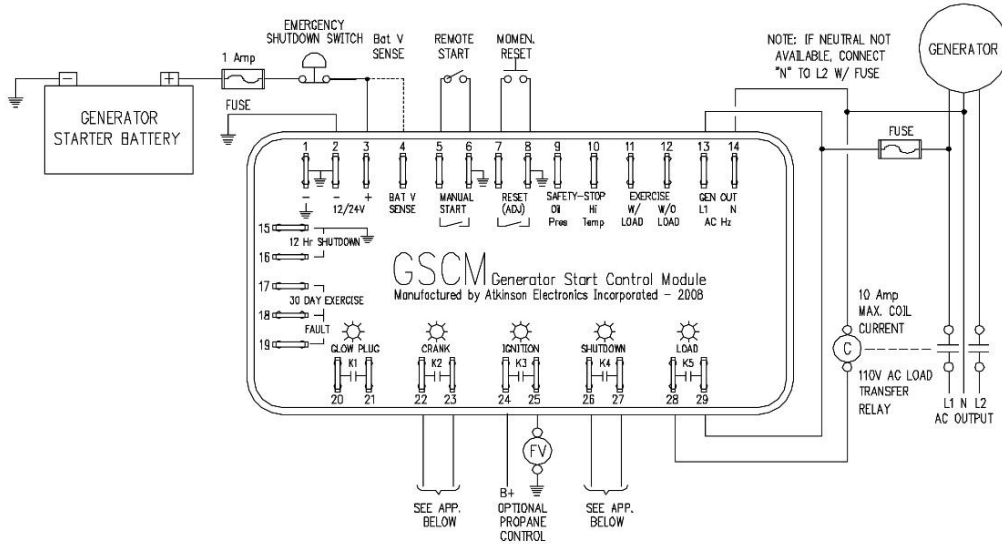 EMERGENCY
SHUTDOWN SWITCH
Bat V
SENSE
REMOTE
START
MOMEN.
RESET
NOTE: IF NEUTRAL NOT
AVAILABLE, CONNECT
"N" TO L2 W/ FUSE
GENERATOR
1 Amp
FUSE
− +
GENERATOR
STARTER BATTERY
FUSE
1 2 3 4 5 6 7 8 9 10 11 12 13 14
− − +
12/24V
BAT V
SENSE
MANUAL
START
RESET
(ADJ)
SAFETY-STOP
Oil
Pres
Hi
Temp
EXERCISE
W/
LOAD
W/O
LOAD
GEN OUT
L1 N
AC Hz
15
12 Hr SHUTDOWN
16
17
30 DAY EXERCISE
18
FAULT
19
GSCM Generator Start Control Module
Manufactured by Atkinson Electronics Incorporated - 2008
GLOW PLUG
K1
20 21
CRANK
K2
22 23
IGNITION
K3
24 25
SHUTDOWN
K4
26 27
LOAD
K5
28 29
10 Amp
MAX. COIL
CURRENT
C
110V AC LOAD
TRANSFER
RELAY
L1 N L2
AC OUTPUT
FV
SEE APP.
BELOW
B+
OPTIONAL
PROPANE
CONTROL
SEE APP.
BELOW